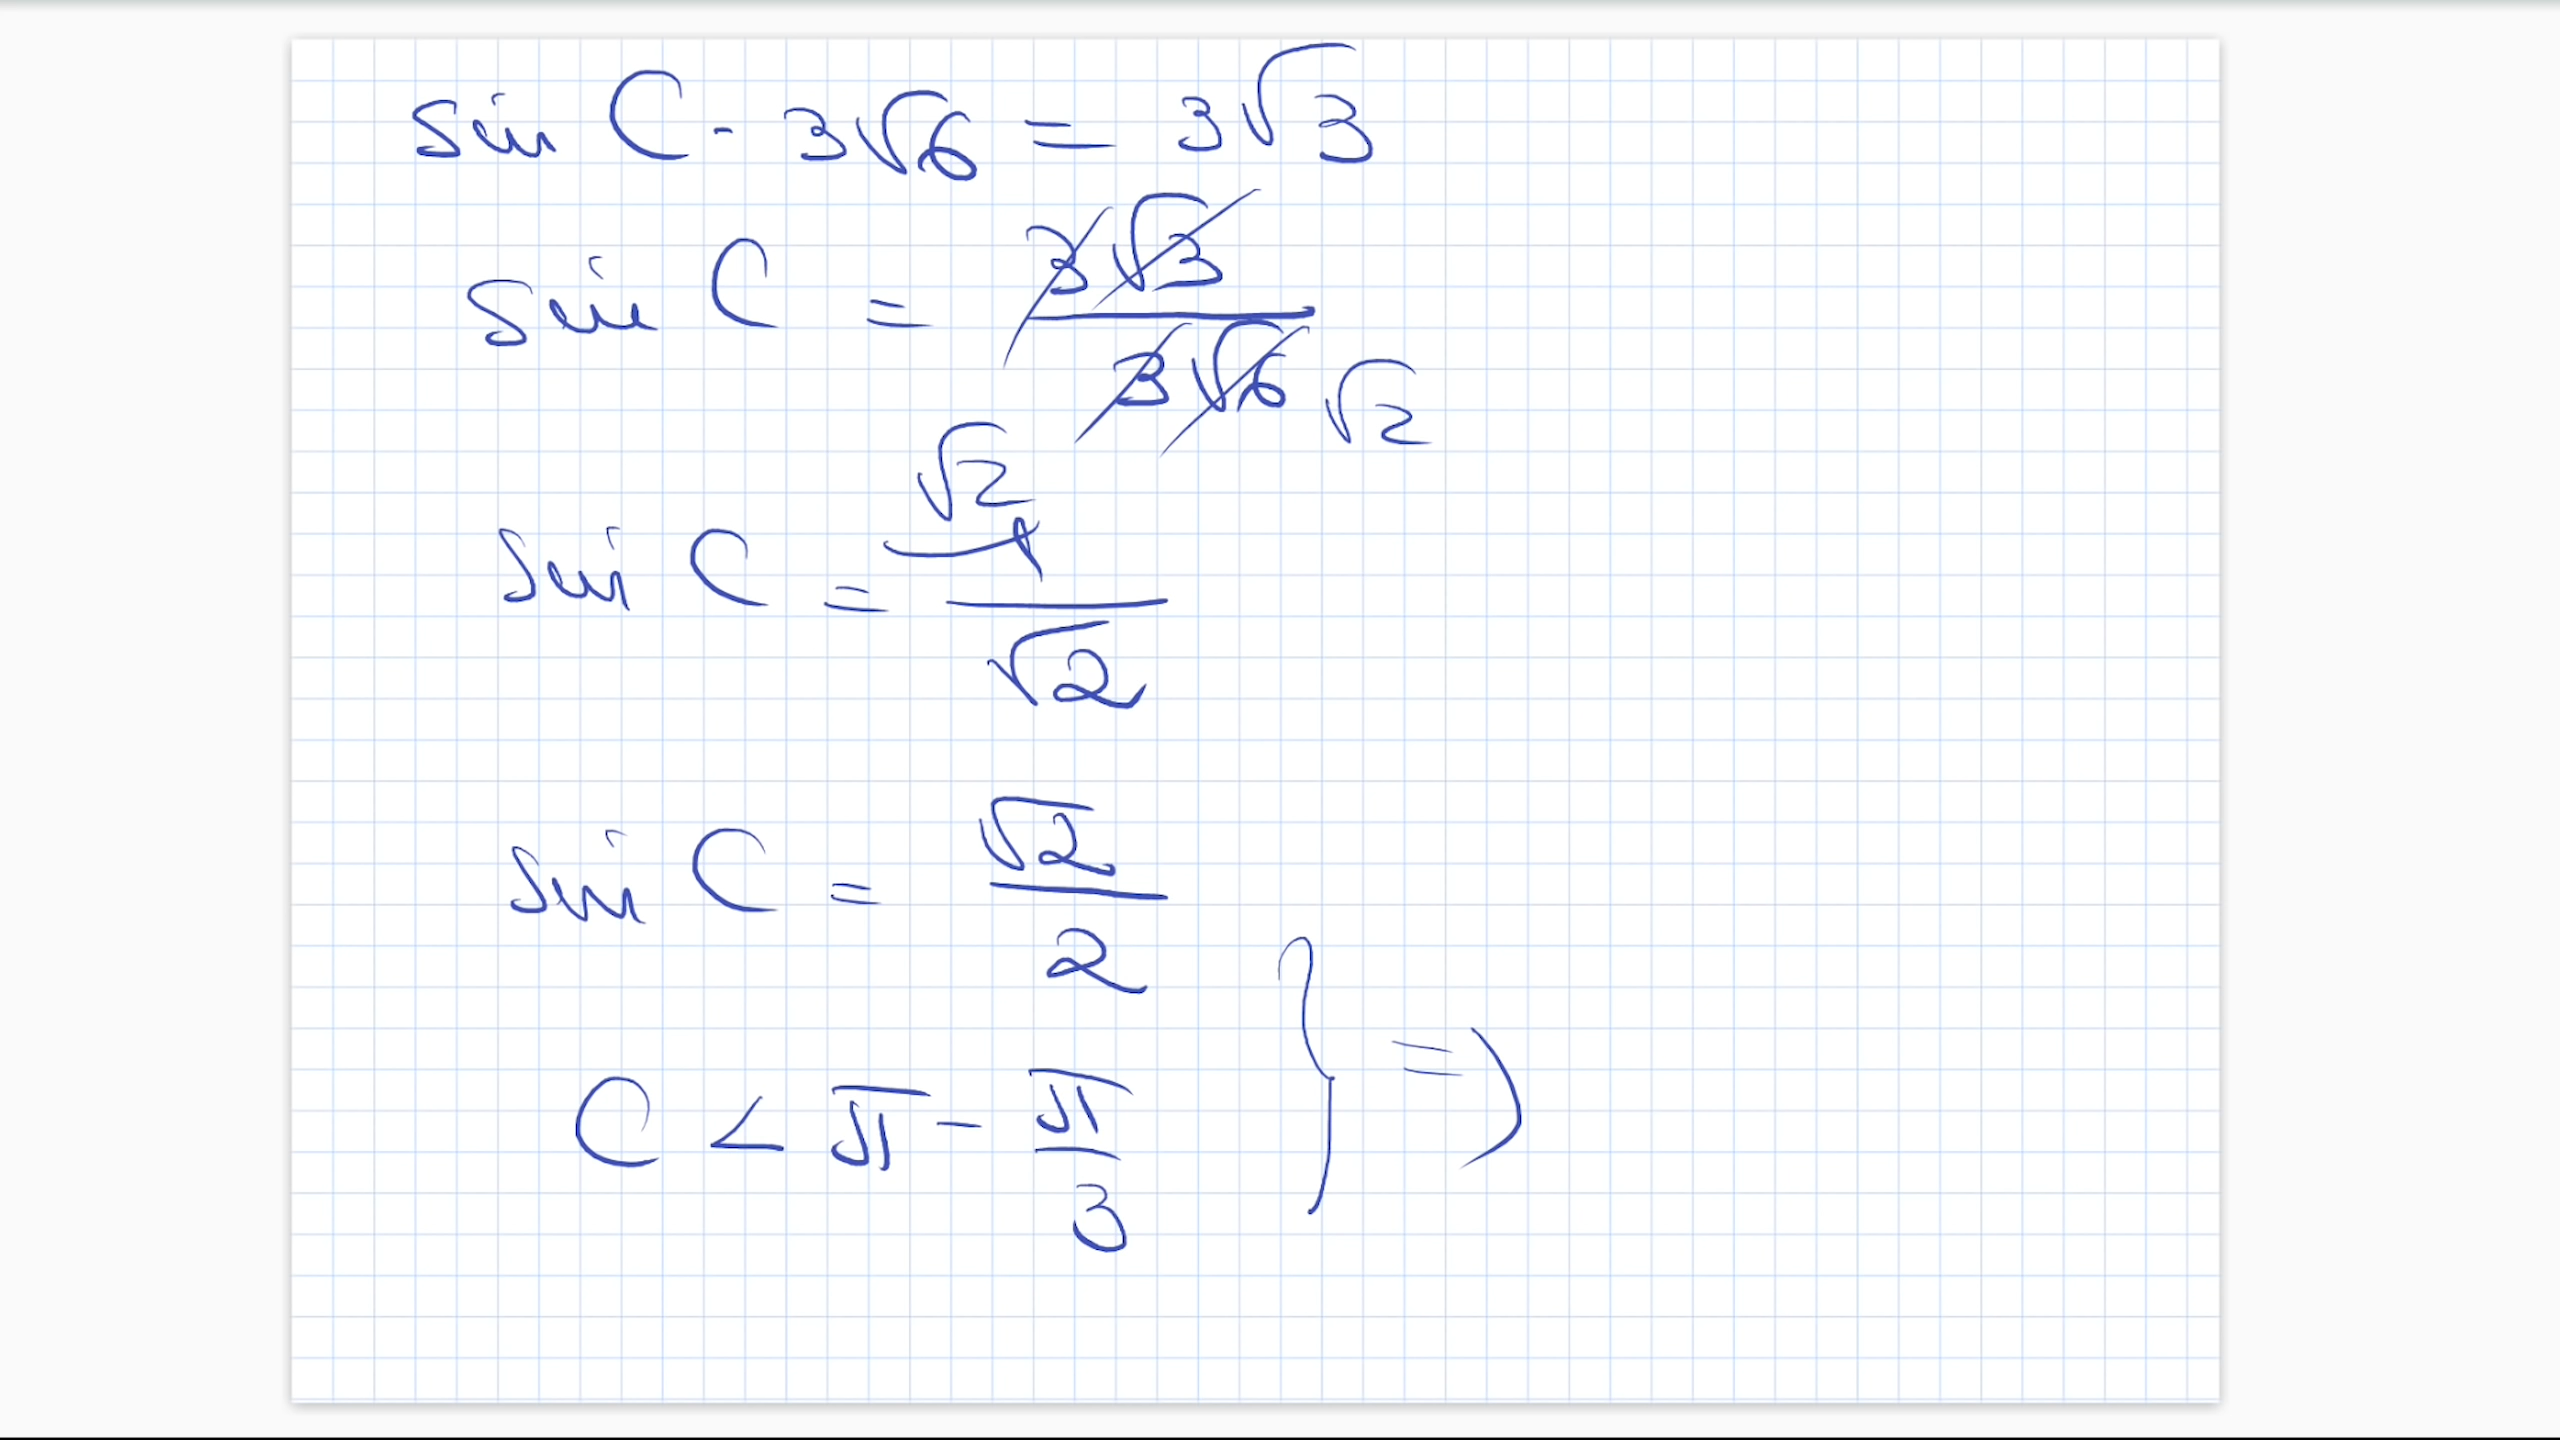 sin C · 3√6 = 3√3
sin C = 3√3 / 3√6 √2
√2
sin C = 1 / √2
sin C = √2 / 2
C < π - π / 3 } =>